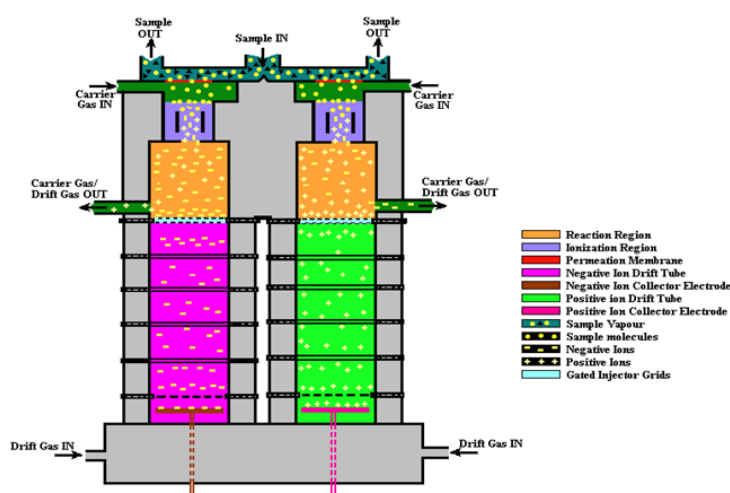 Sample
OUT
Sample IN
Sample
OUT
Carrier
Gas IN
Carrier
Gas IN
Carrier Gas/
Drift Gas OUT
Carrier Gas/
Drift Gas OUT
Reaction Region
Ionization Region
Permeation Membrane
Negative Ion Drift Tube
Negative Ion Collector Electrode
Positive ion Drift Tube
Positive Ion Collector Electrode
Sample Vapour
Sample molecules
Negative Ions
Positive Ions
Gated Injector Grids
Drift Gas IN
Drift Gas IN